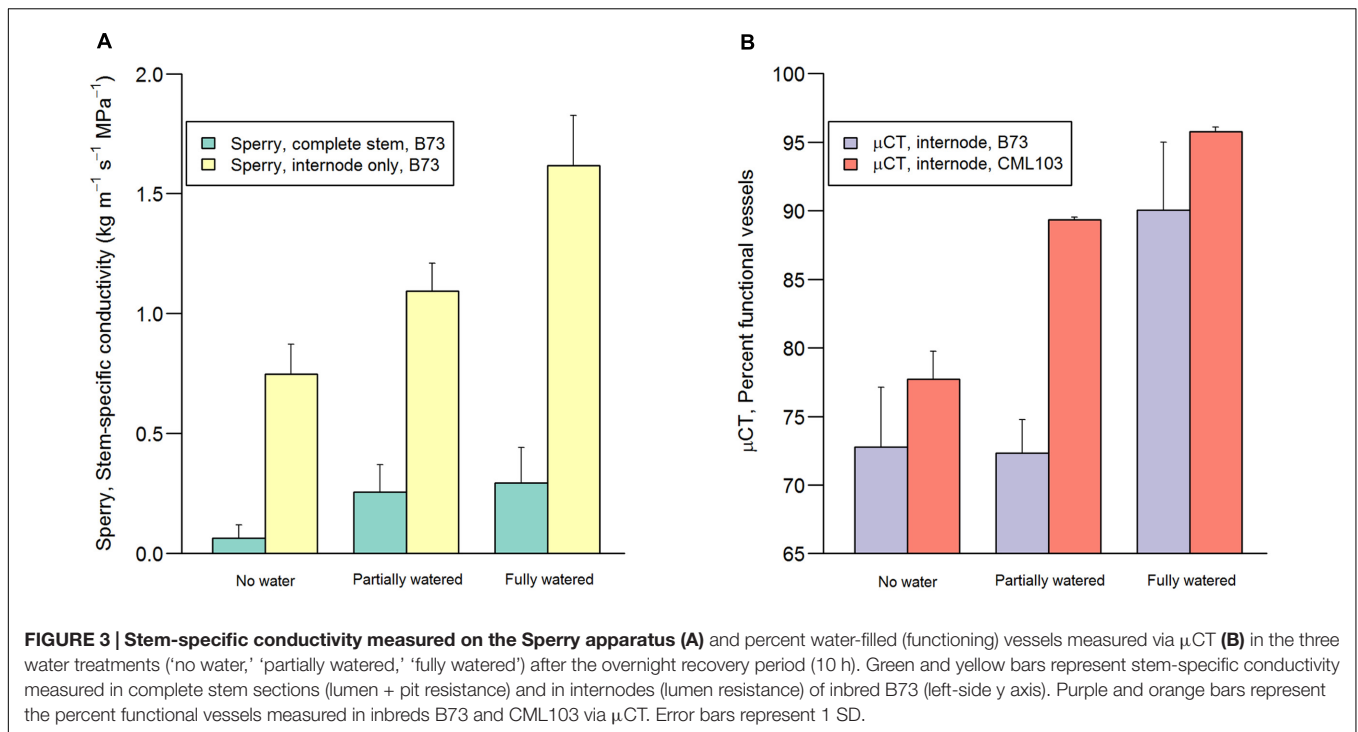 A
Sperry, Stem-specific conductivity (kg m⁻¹ s⁻¹ MPa⁻¹)
2.0
1.5
1.0
0.5
0.0
Sperry, complete stem, B73
Sperry, internode only, B73
No water
Partially watered
Fully watered
B
μCT, Percent functional vessels
100
95
90
85
80
75
70
65
μCT, internode, B73
μCT, internode, CML103
No water
Partially watered
Fully watered
FIGURE 3 | Stem-specific conductivity measured on the Sperry apparatus (A) and percent water-filled (functioning) vessels measured via μCT (B) in the three
water treatments (‘no water,’ ‘partially watered,’ ‘fully watered’) after the overnight recovery period (10 h). Green and yellow bars represent stem-specific conductivity
measured in complete stem sections (lumen + pit resistance) and in internodes (lumen resistance) of inbred B73 (left-side y axis). Purple and orange bars represent
the percent functional vessels measured in inbreds B73 and CML103 via μCT. Error bars represent 1 SD.